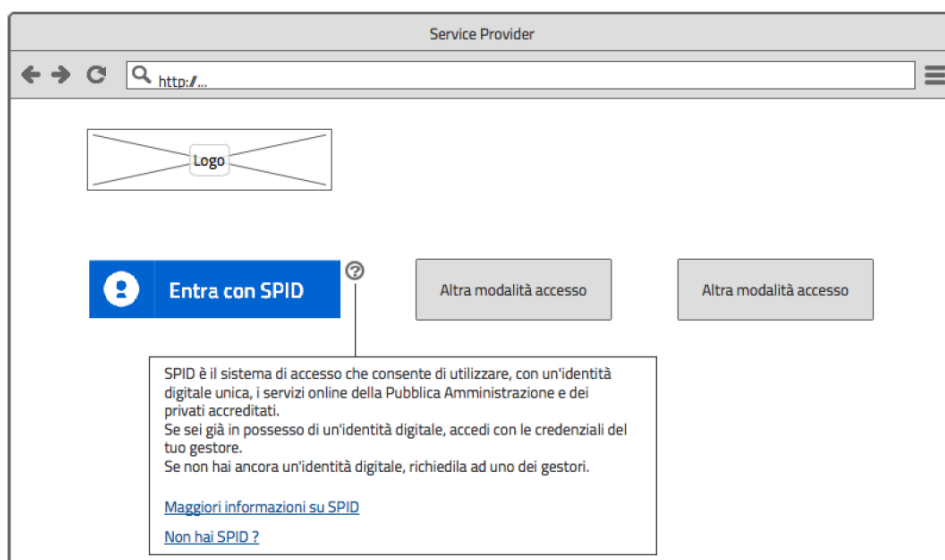 Service Provider
http://...
Logo
Entra con SPID
?
Altra modalità accesso
Altra modalità accesso
SPID è il sistema di accesso che consente di utilizzare, con un'identità
digitale unica, i servizi online della Pubblica Amministrazione e dei
privati accreditati.
Se sei già in possesso di un'identità digitale, accedi con le credenziali del
tuo gestore.
Se non hai ancora un'identità digitale, richiedila ad uno dei gestori.
Maggiori informazioni su SPID
Non hai SPID ?